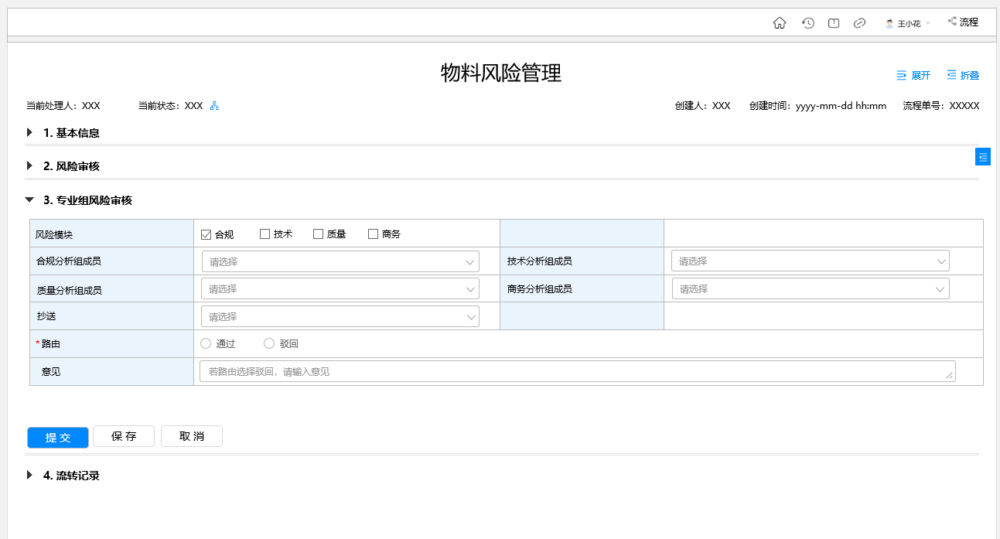 王小花 流程
物料风险管理
展开 折叠
当前处理人：XXX 当前状态：XXX 创建人：XXX 创建时间：yyyy-mm-dd hh:mm 流程单号：XXXXX
1. 基本信息
2. 风险审核
3. 专业组风险审核
风险模块 合规 技术 质量 商务
合规分析组成员 请选择 技术分析组成员 请选择
质量分析组成员 请选择 商务分析组成员 请选择
抄送 请选择
*路由 通过 驳回
意见 若路由选择驳回，请输入意见
提 交 保 存 取 消
4. 流转记录